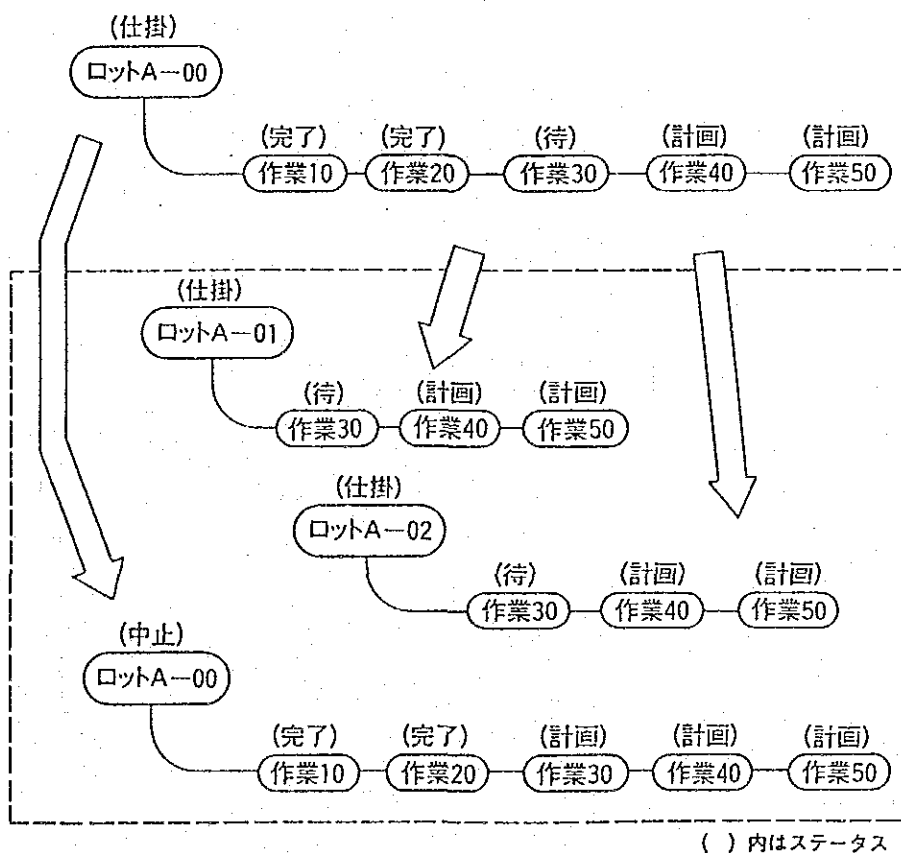 (仕掛)
ロットA―00
(完了) (完了) (待) (計画) (計画)
作業10 作業20 作業30 作業40 作業50
(仕掛)
ロットA―01
(待) (計画) (計画)
作業30 作業40 作業50
(仕掛)
ロットA―02
(待) (計画) (計画)
作業30 作業40 作業50
(中止)
ロットA―00
(完了) (完了) (計画) (計画) (計画)
作業10 作業20 作業30 作業40 作業50
( )内はステータス